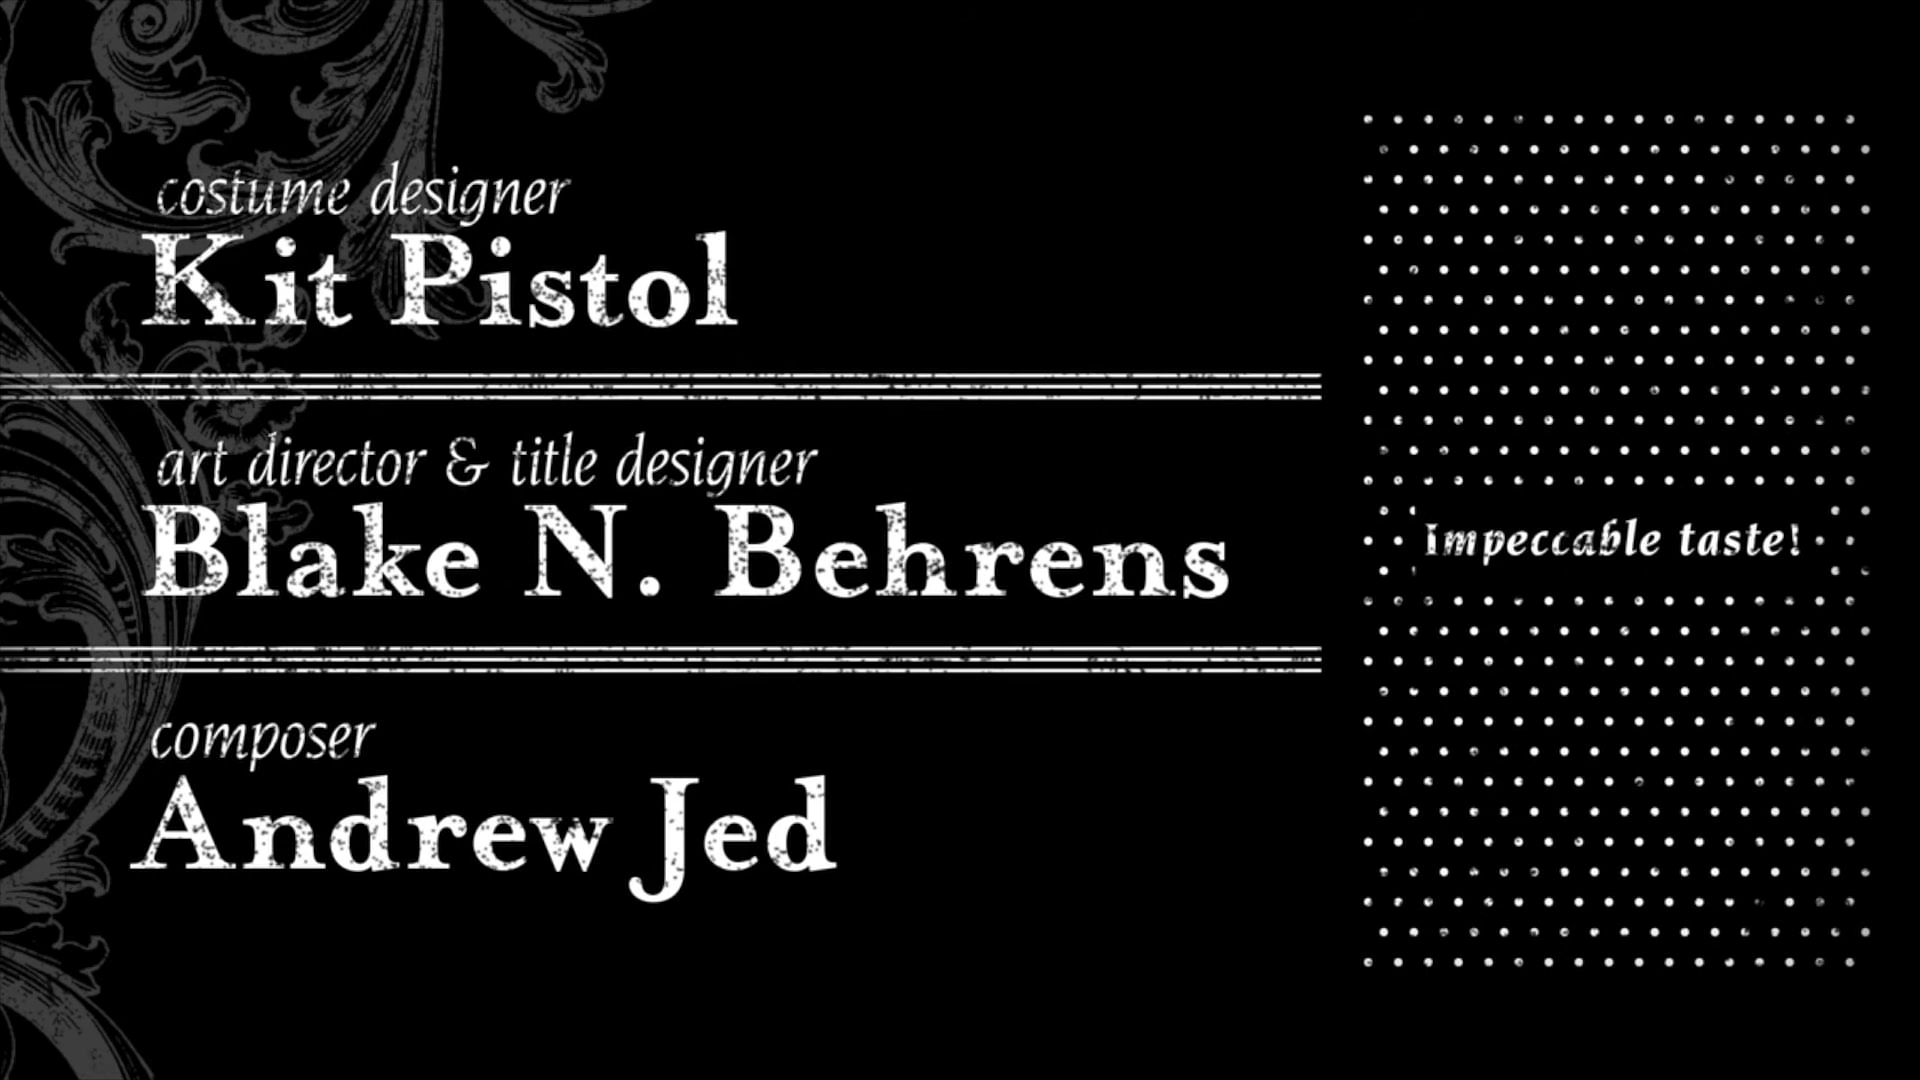 costume designer
Kit Pistol
art director & title designer
Blake N. Behrens
Impeccable taste!
composer
Andrew Jed